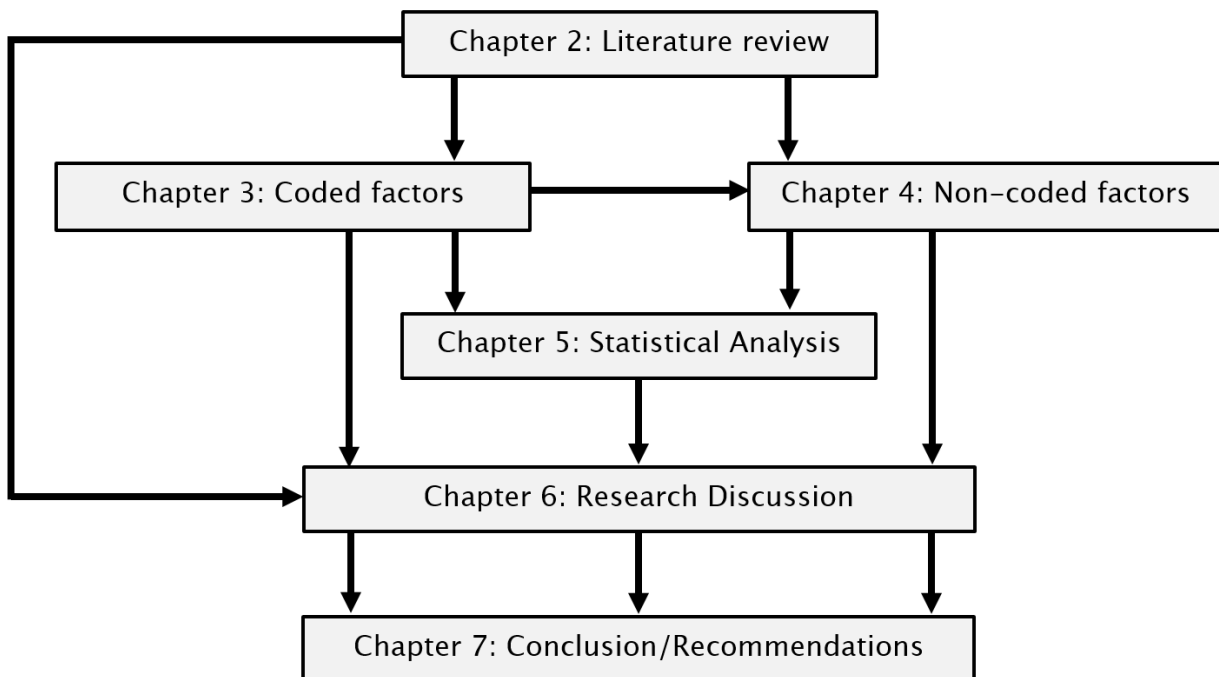 Chapter 2: Literature review
Chapter 3: Coded factors
Chapter 4: Non-coded factors
Chapter 5: Statistical Analysis
Chapter 6: Research Discussion
Chapter 7: Conclusion/Recommendations